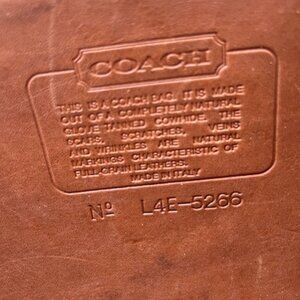 COACH
THIS IS A COACH BAG. IT IS MADE
OUT OF A COMPLETELY NATURAL
GLOVE TANNED COWHIDE. THE
SCARS, SCRATCHES, VEINS
AND WRINKLES ARE NATURAL
MARKINGS CHARACTERISTIC OF
FULL-GRAIN LEATHERS.
MADE IN ITALY
Nº L4E-5266